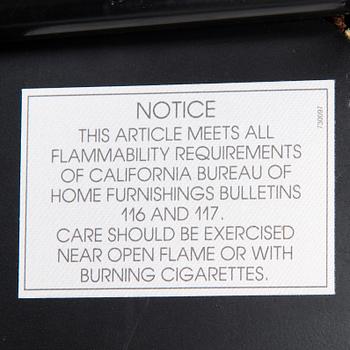 NOTICE
THIS ARTICLE MEETS ALL
FLAMMABILITY REQUIREMENTS
OF CALIFORNIA BUREAU OF
HOME FURNISHINGS BULLETINS
116 AND 117.
CARE SHOULD BE EXERCISED
NEAR OPEN FLAME OR WITH
BURNING CIGARETTES.
730097